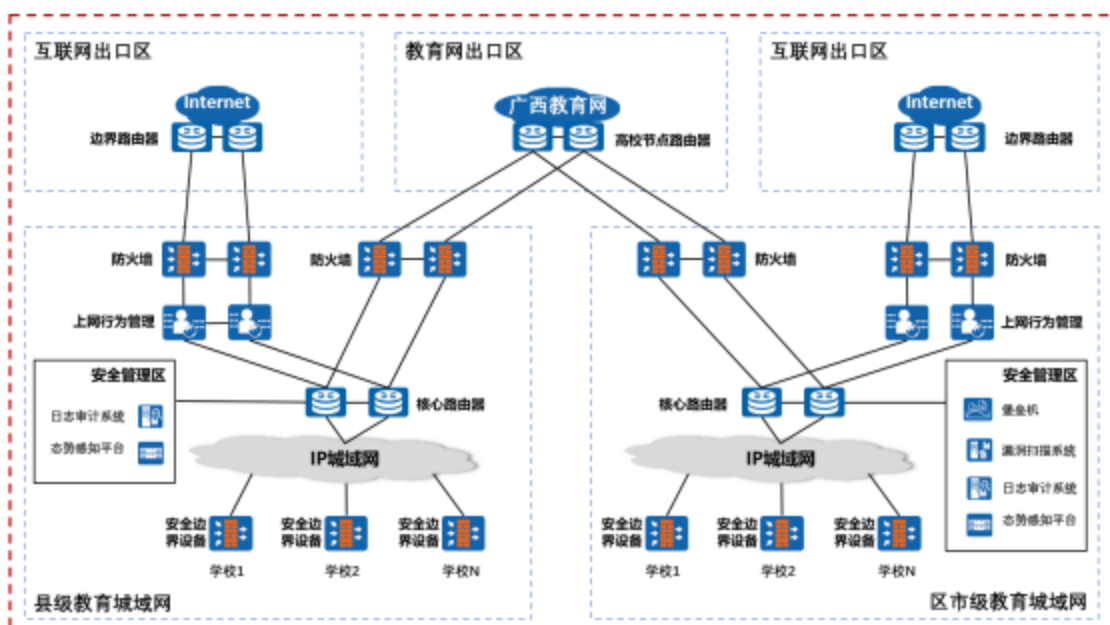 互联网出口区
教育网出口区
互联网出口区
Internet
广西教育网
Internet
边界路由器
高校节点路由器
边界路由器
防火墙
防火墙
防火墙
防火墙
上网行为管理
上网行为管理
安全管理区
日志审计系统
态势感知平台
核心路由器
核心路由器
安全管理区
堡垒机
漏洞扫描系统
日志审计系统
态势感知平台
IP城域网
IP城域网
安全边
界设备
安全边
界设备
安全边
界设备
安全边
界设备
安全边
界设备
安全边
界设备
学校1
学校2
学校N
学校1
学校2
学校N
县级教育城域网
区市级教育城域网